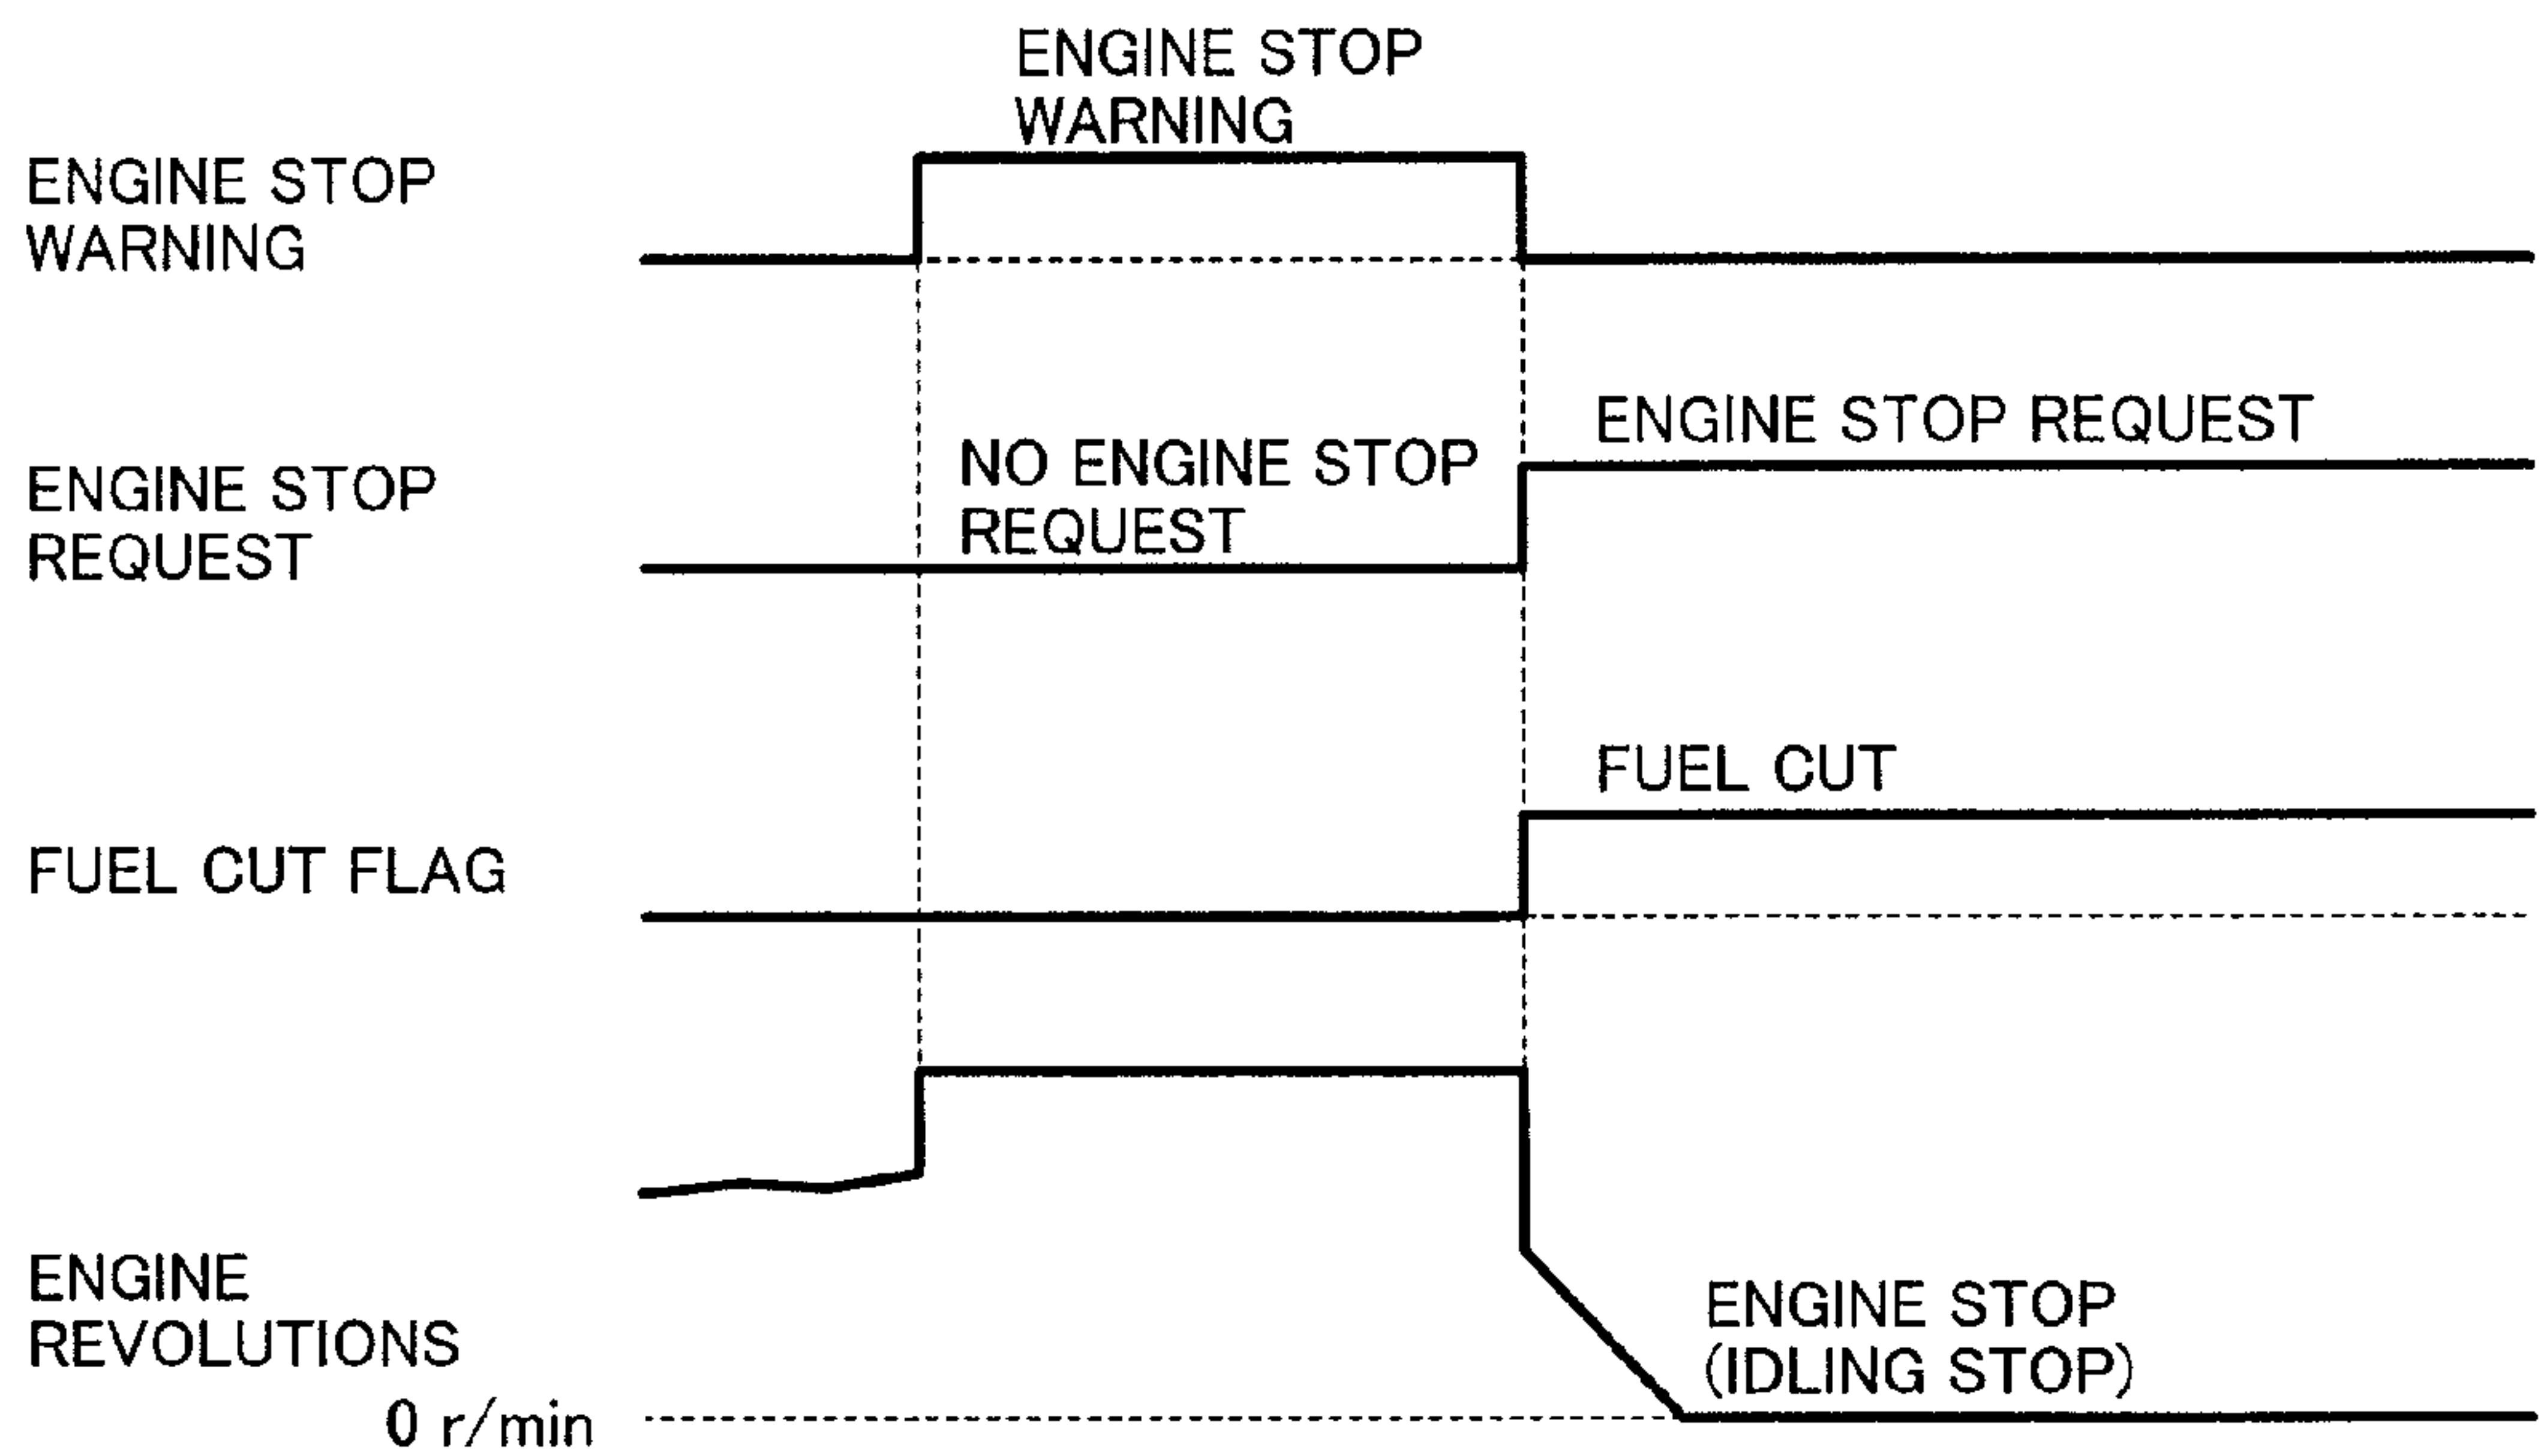 ENGINE STOP
WARNING
ENGINE STOP
WARNING
ENGINE STOP REQUEST
NO ENGINE STOP
REQUEST
ENGINE STOP
REQUEST
FUEL CUT
FUEL CUT FLAG
ENGINE
REVOLUTIONS
ENGINE STOP
(IDLING STOP)
0 r/min